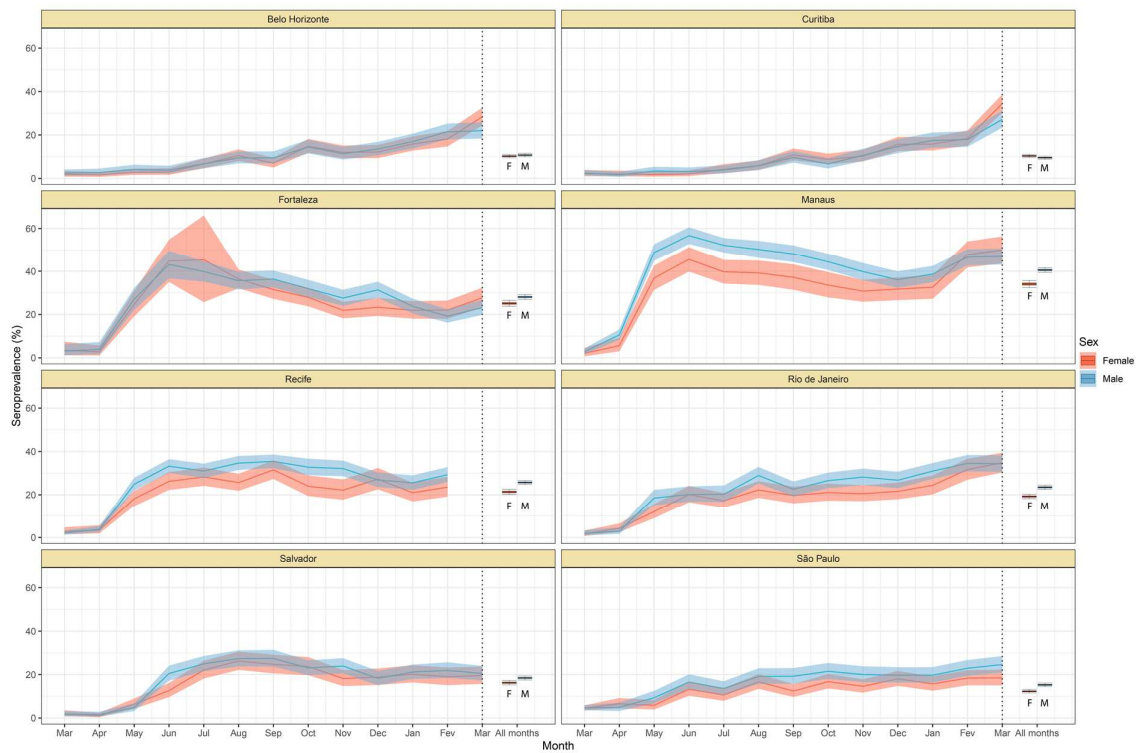 Belo Horizonte
Curitiba
60
40
20
0
F M
F M
Fortaleza
Manaus
60
40
20
0
F M
F M
Seroprevalence (%)
Sex
Female
Male
Recife
Rio de Janeiro
60
40
20
0
F M
F M
Salvador
São Paulo
60
40
20
0
F M
F M
Mar Apr May Jun Jul Aug Sep Oct Nov Dec Jan Fev Mar All months
Mar Apr May Jun Jul Aug Sep Oct Nov Dec Jan Fev Mar All months
Month